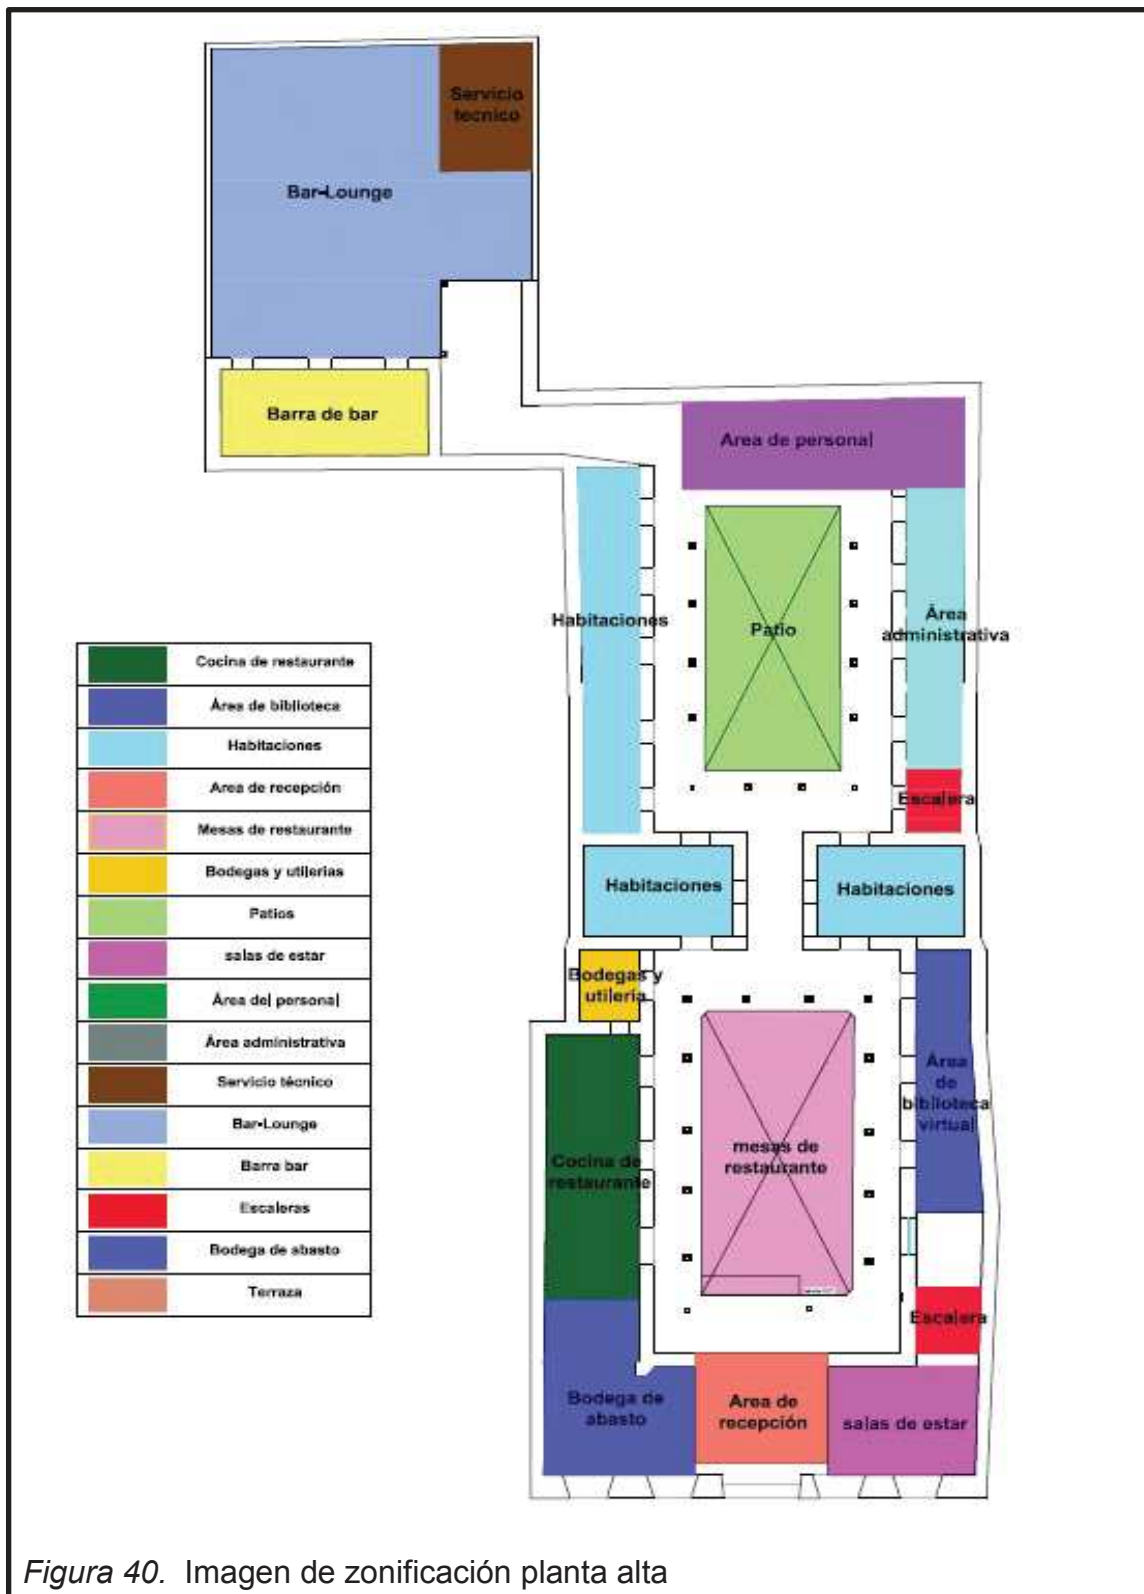 Servicio
tecnico
Bar-Lounge
Barra de bar
Area de personal
Habitaciones
Patio
Área
administrativa
Escalera
Habitaciones
Habitaciones
Bodegas y
utilería
Área
de
biblioteca
virtual
mesas de
restaurante
Cocina de
restaurante
Escalera
Bodega de
abasto
Area de
recepción
salas de estar
Cocina de restaurante
Área de biblioteca
Habitaciones
Area de recepción
Mesas de restaurante
Bodegas y utilerias
Patios
salas de estar
Área del personal
Área administrativa
Servicio técnico
Bar-Lounge
Barra bar
Escaleras
Bodega de abasto
Terraza
Figura 40. Imagen de zonificación planta alta